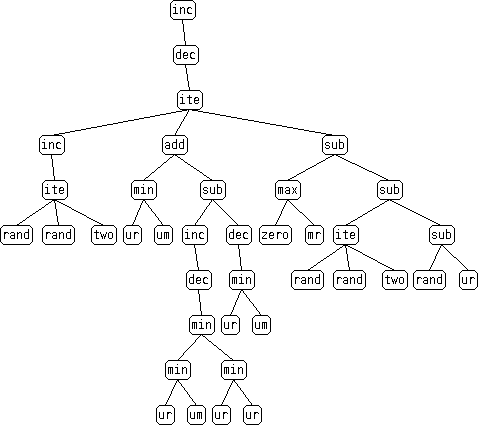 inc
dec
ite
inc add sub
ite min sub max sub
rand rand two ur um inc dec zero mr ite sub
dec min rand rand two rand ur
min ur um
min min
ur um ur ur